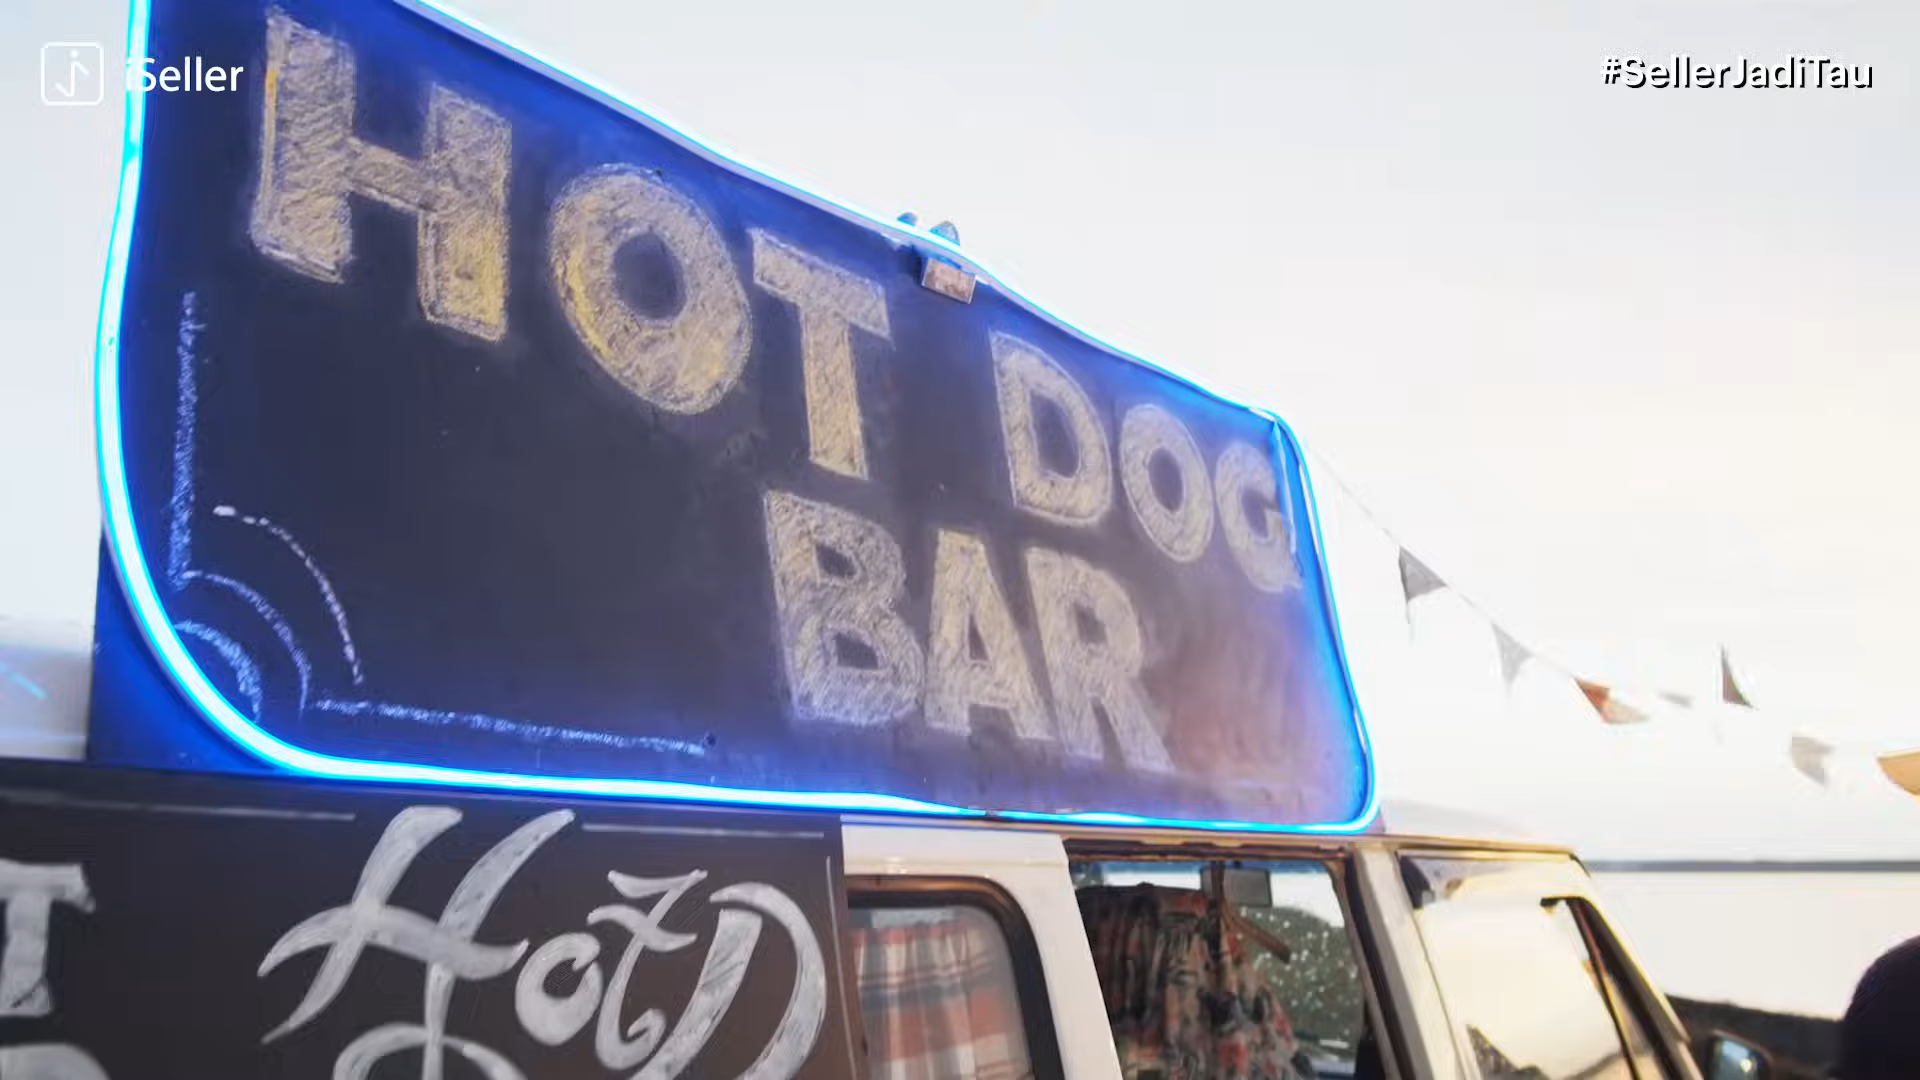 iSeller
#SellerJadiTau
HOT DOG
BAR
Hot D
T